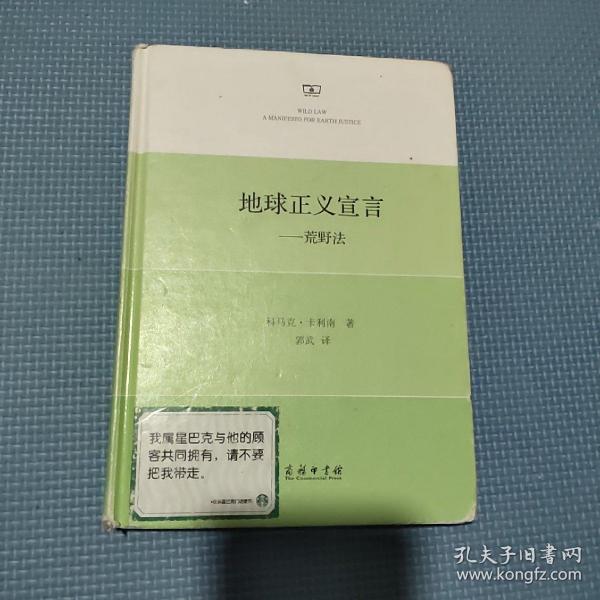 WILD LAW
A MANIFESTO FOR EARTH JUSTICE
地球正义宣言
——荒野法
科马克·卡利南 著
郭武 译
我属星巴克与他的顾
客共同拥有，请不要
把我带走。
商务印书馆
The Commercial Press
孔夫子旧书网
www.kongfz.com